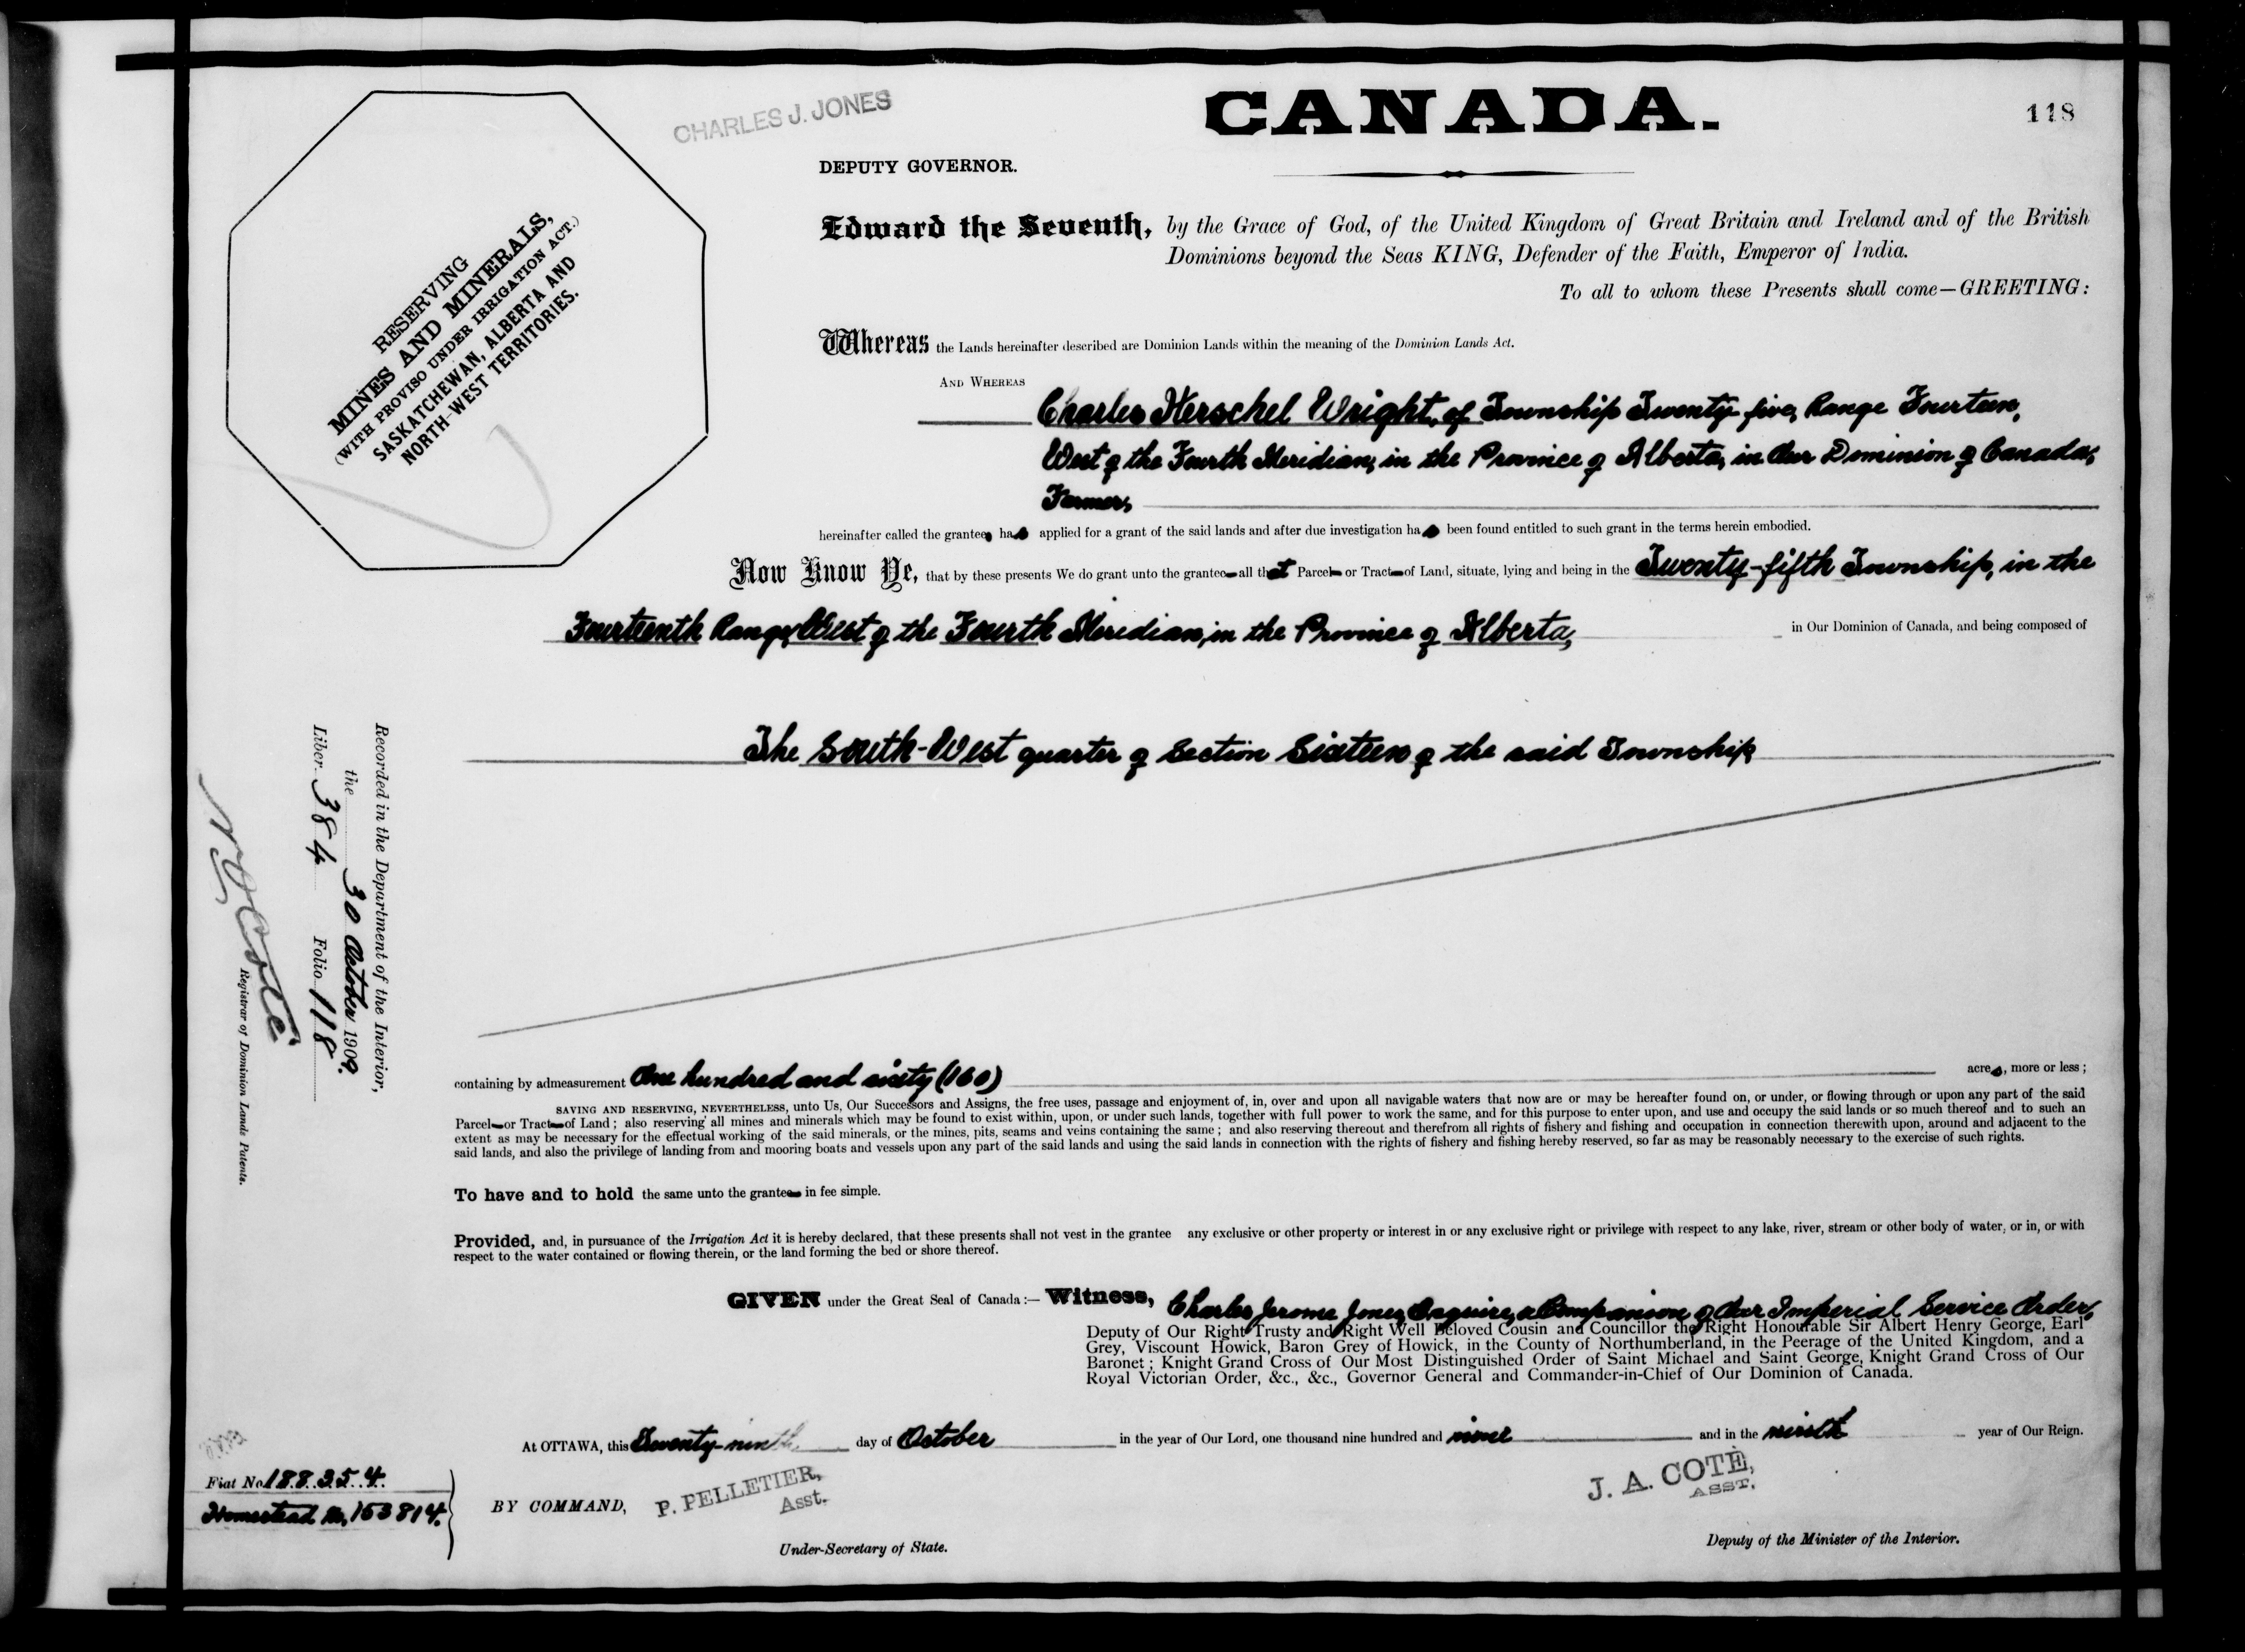 118
CANADA.
CHARLES J. JONES
DEPUTY GOVERNOR.
RESERVING
MINES AND MINERALS,
(WITH PROVISO UNDER IRRIGATION ACT.)
SASKATCHEWAN, ALBERTA AND
NORTH-WEST TERRITORIES.
Edward the Seventh, by the Grace of God, of the United Kingdom of Great Britain and Ireland and of the British
Dominions beyond the Seas KING, Defender of the Faith, Emperor of India.
To all to whom these Presents shall come—GREETING:
Whereas the Lands hereinafter described are Dominion Lands within the meaning of the Dominion Lands Act.
AND WHEREAS
Charles Herschel Wright, of Township Twenty-five, Range Fourteen,
West of the Fourth Meridian, in the Province of Alberta, in Our Dominion of Canada,
Farmer,
hereinafter called the grantee, has applied for a grant of the said lands and after due investigation has been found entitled to such grant in the terms herein embodied.
Now Know Ye, that by these presents We do grant unto the grantee all that Parcel or Tract of Land, situate, lying and being in the Twenty-fifth Township, in the
Fourteenth Range, West of the Fourth Meridian, in the Province of Alberta, in Our Dominion of Canada, and being composed of
The South-West quarter of Section Sixteen of the said Township
Recorded in the Department of the Interior,
the 30 October 1909.
Liber 384 Folio 118
N O Coté
Registrar of Dominion Lands Patents.
containing by admeasurement One hundred and sixty (160) acres, more or less;
SAVING AND RESERVING, NEVERTHELESS, unto Us, Our Successors and Assigns, the free uses, passage and enjoyment of, in, over and upon all navigable waters that now are or may be hereafter found on, or under, or flowing through or upon any part of the said
Parcel or Tract of Land; also reserving all mines and minerals which may be found to exist within, upon, or under such lands, together with full power to work the same, and for this purpose to enter upon, and use and occupy the said lands or so much thereof and to such an
extent as may be necessary for the effectual working of the said minerals, or the mines, pits, seams and veins containing the same; and also reserving thereout and therefrom all rights of fishery and fishing and occupation in connection therewith upon, around and adjacent to the
said lands, and also the privilege of landing from and mooring boats and vessels upon any part of the said lands and using the said lands in connection with the rights of fishery and fishing hereby reserved, so far as may be reasonably necessary to the exercise of such rights.
To have and to hold the same unto the grantee in fee simple.
Provided, and, in pursuance of the Irrigation Act it is hereby declared, that these presents shall not vest in the grantee any exclusive or other property or interest in or any exclusive right or privilege with respect to any lake, river, stream or other body of water, or in, or with
respect to the water contained or flowing therein, or the land forming the bed or shore thereof.
GIVEN under the Great Seal of Canada:— Witness, Charles Jerome Jones, Esquire, a Companion of Our Imperial Service Order,
Deputy of Our Right Trusty and Right Well Beloved Cousin and Councillor the Right Honourable Sir Albert Henry George, Earl
Grey, Viscount Howick, Baron Grey of Howick, in the County of Northumberland, in the Peerage of the United Kingdom, and a
Baronet; Knight Grand Cross of Our Most Distinguished Order of Saint Michael and Saint George, Knight Grand Cross of Our
Royal Victorian Order, &c., &c., Governor General and Commander-in-Chief of Our Dominion of Canada.
At OTTAWA, this Twenty-ninth day of October in the year of Our Lord, one thousand nine hundred and nine and in the ninth year of Our Reign.
Fiat No. 188354.
Homestead No. 153814.
BY COMMAND, P. PELLETIER,
Asst.
Under-Secretary of State.
J. A. COTE,
ASST.
Deputy of the Minister of the Interior.